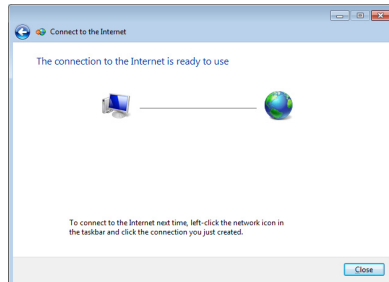 Connect to the Internet
The connection to the Internet is ready to use
To connect to the Internet next time, left-click the network icon in
the taskbar and click the connection you just created.
Close